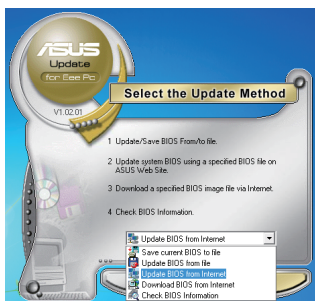 ASUS
Update
for Eee Pc
V1.02.01
Select the Update Method
1 Update/Save BIOS From/to file.
2 Update system BIOS using a specified BIOS file on
ASUS Web Site.
3 Download a specified BIOS image file via Internet.
4 Check BIOS Information.
Update BIOS from Internet
Save current BIOS to file
Update BIOS from file
Update BIOS from Internet
Download BIOS from Internet
Check BIOS Information